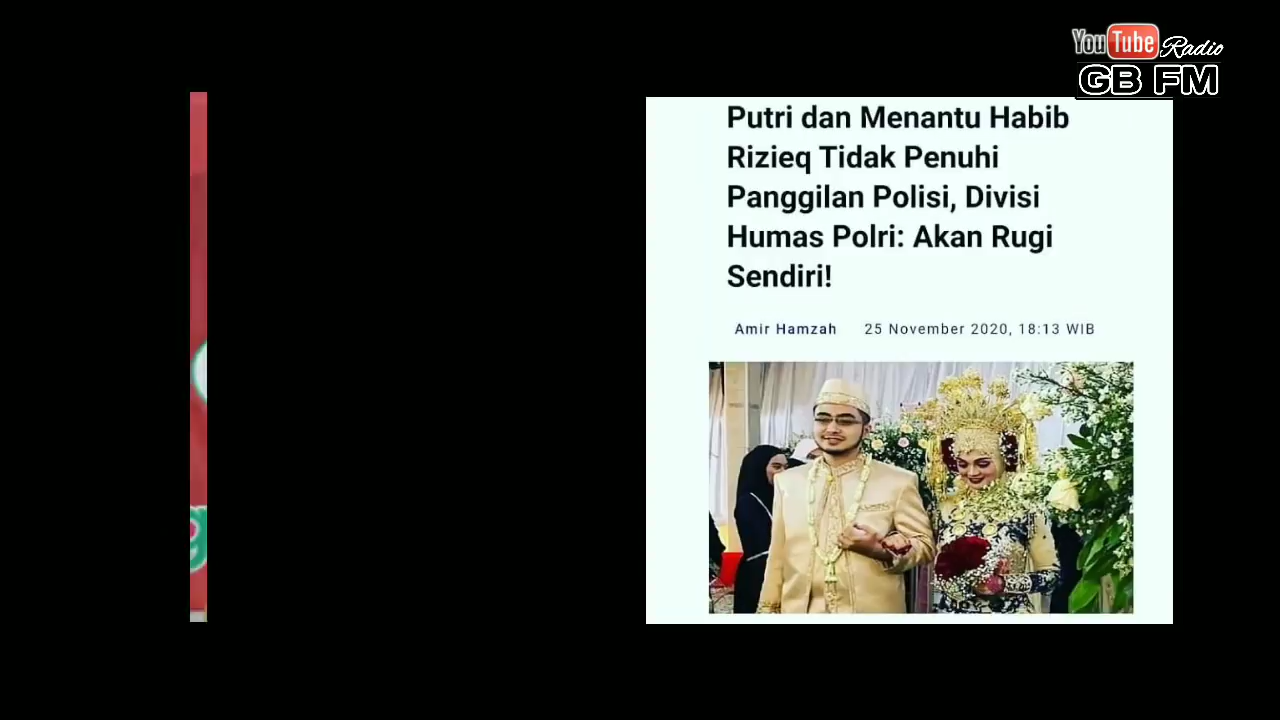 YouTube Radio
GB FM
Putri dan Menantu Habib
Rizieq Tidak Penuhi
Panggilan Polisi, Divisi
Humas Polri: Akan Rugi
Sendiri!
Amir Hamzah 25 November 2020, 18:13 WIB